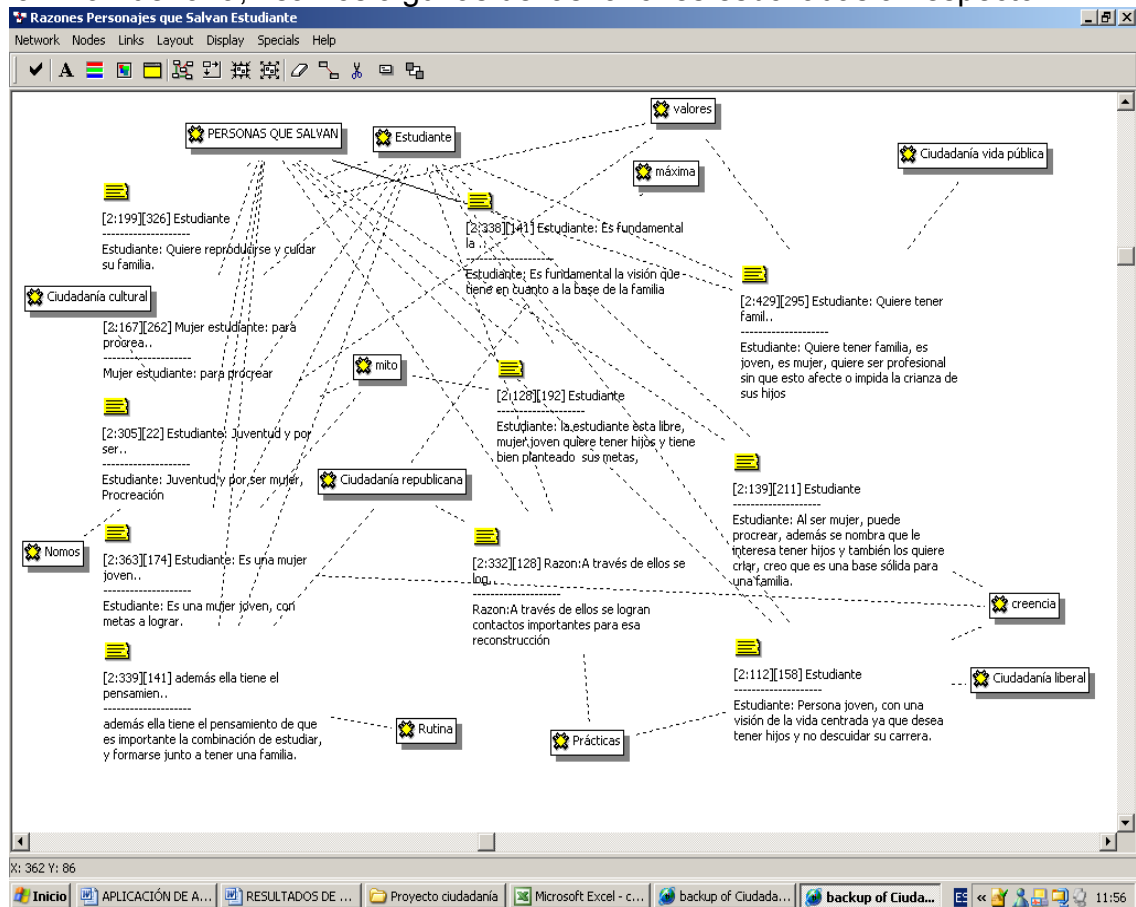 Razones Personajes que Salvan Estudiante
Network Nodes Links Layout Display Specials Help
PERSONAS QUE SALVAN
Estudiante
valores
máxima
Ciudadanía vida pública
[2:199][326] Estudiante
--------------------
Estudiante: Quiere reproducirse y cuidar
su familia.
Ciudadanía cultural
[2:167][262] Mujer estudiante: para
procrea..
--------------------
Mujer estudiante: para procrear
[2:305][22] Estudiante: Juventud y por
ser..
--------------------
Estudiante: Juventud y por ser mujer,
Procreación
Nomos
[2:363][174] Estudiante: Es una mujer
joven..
--------------------
Estudiante: Es una mujer joven, con
metas a lograr.
[2:339][141] además ella tiene el
pensamien..
--------------------
además ella tiene el pensamiento de que
es importante la combinación de estudiar,
y formarse junto a tener una familia.
Rutina
mito
Ciudadanía republicana
[2:338][141] Estudiante: Es fundamental
la ..
--------------------
Estudiante: Es fundamental la visión que
tiene en cuanto a la base de la familia
[2:128][192] Estudiante
--------------------
Estudiante: la estudiante esta libre,
mujer joven quiere tener hijos y tiene
bien planteado sus metas,
[2:332][128] Razon:A través de ellos se
log..
--------------------
Razon:A través de ellos se logran
contactos importantes para esa
reconstrucción
Prácticas
[2:429][295] Estudiante: Quiere tener
famil..
--------------------
Estudiante: Quiere tener familia, es
joven, es mujer, quiere ser profesional
sin que esto afecte o impida la crianza de
sus hijos
[2:139][211] Estudiante
--------------------
Estudiante: Al ser mujer, puede
procrear, además se nombra que le
interesa tener hijos y también los quiere
criar, creo que es una base sólida para
una familia.
creencia
[2:112][158] Estudiante
--------------------
Estudiante: Persona joven, con una
visión de la vida centrada ya que desea
tener hijos y no descuidar su carrera.
Ciudadanía liberal
X: 362 Y: 86
Inicio APLICACIÓN DE A... RESULTADOS DE ... Proyecto ciudadanía Microsoft Excel - c... backup of Ciudada... backup of Ciuda... ES « 11:56